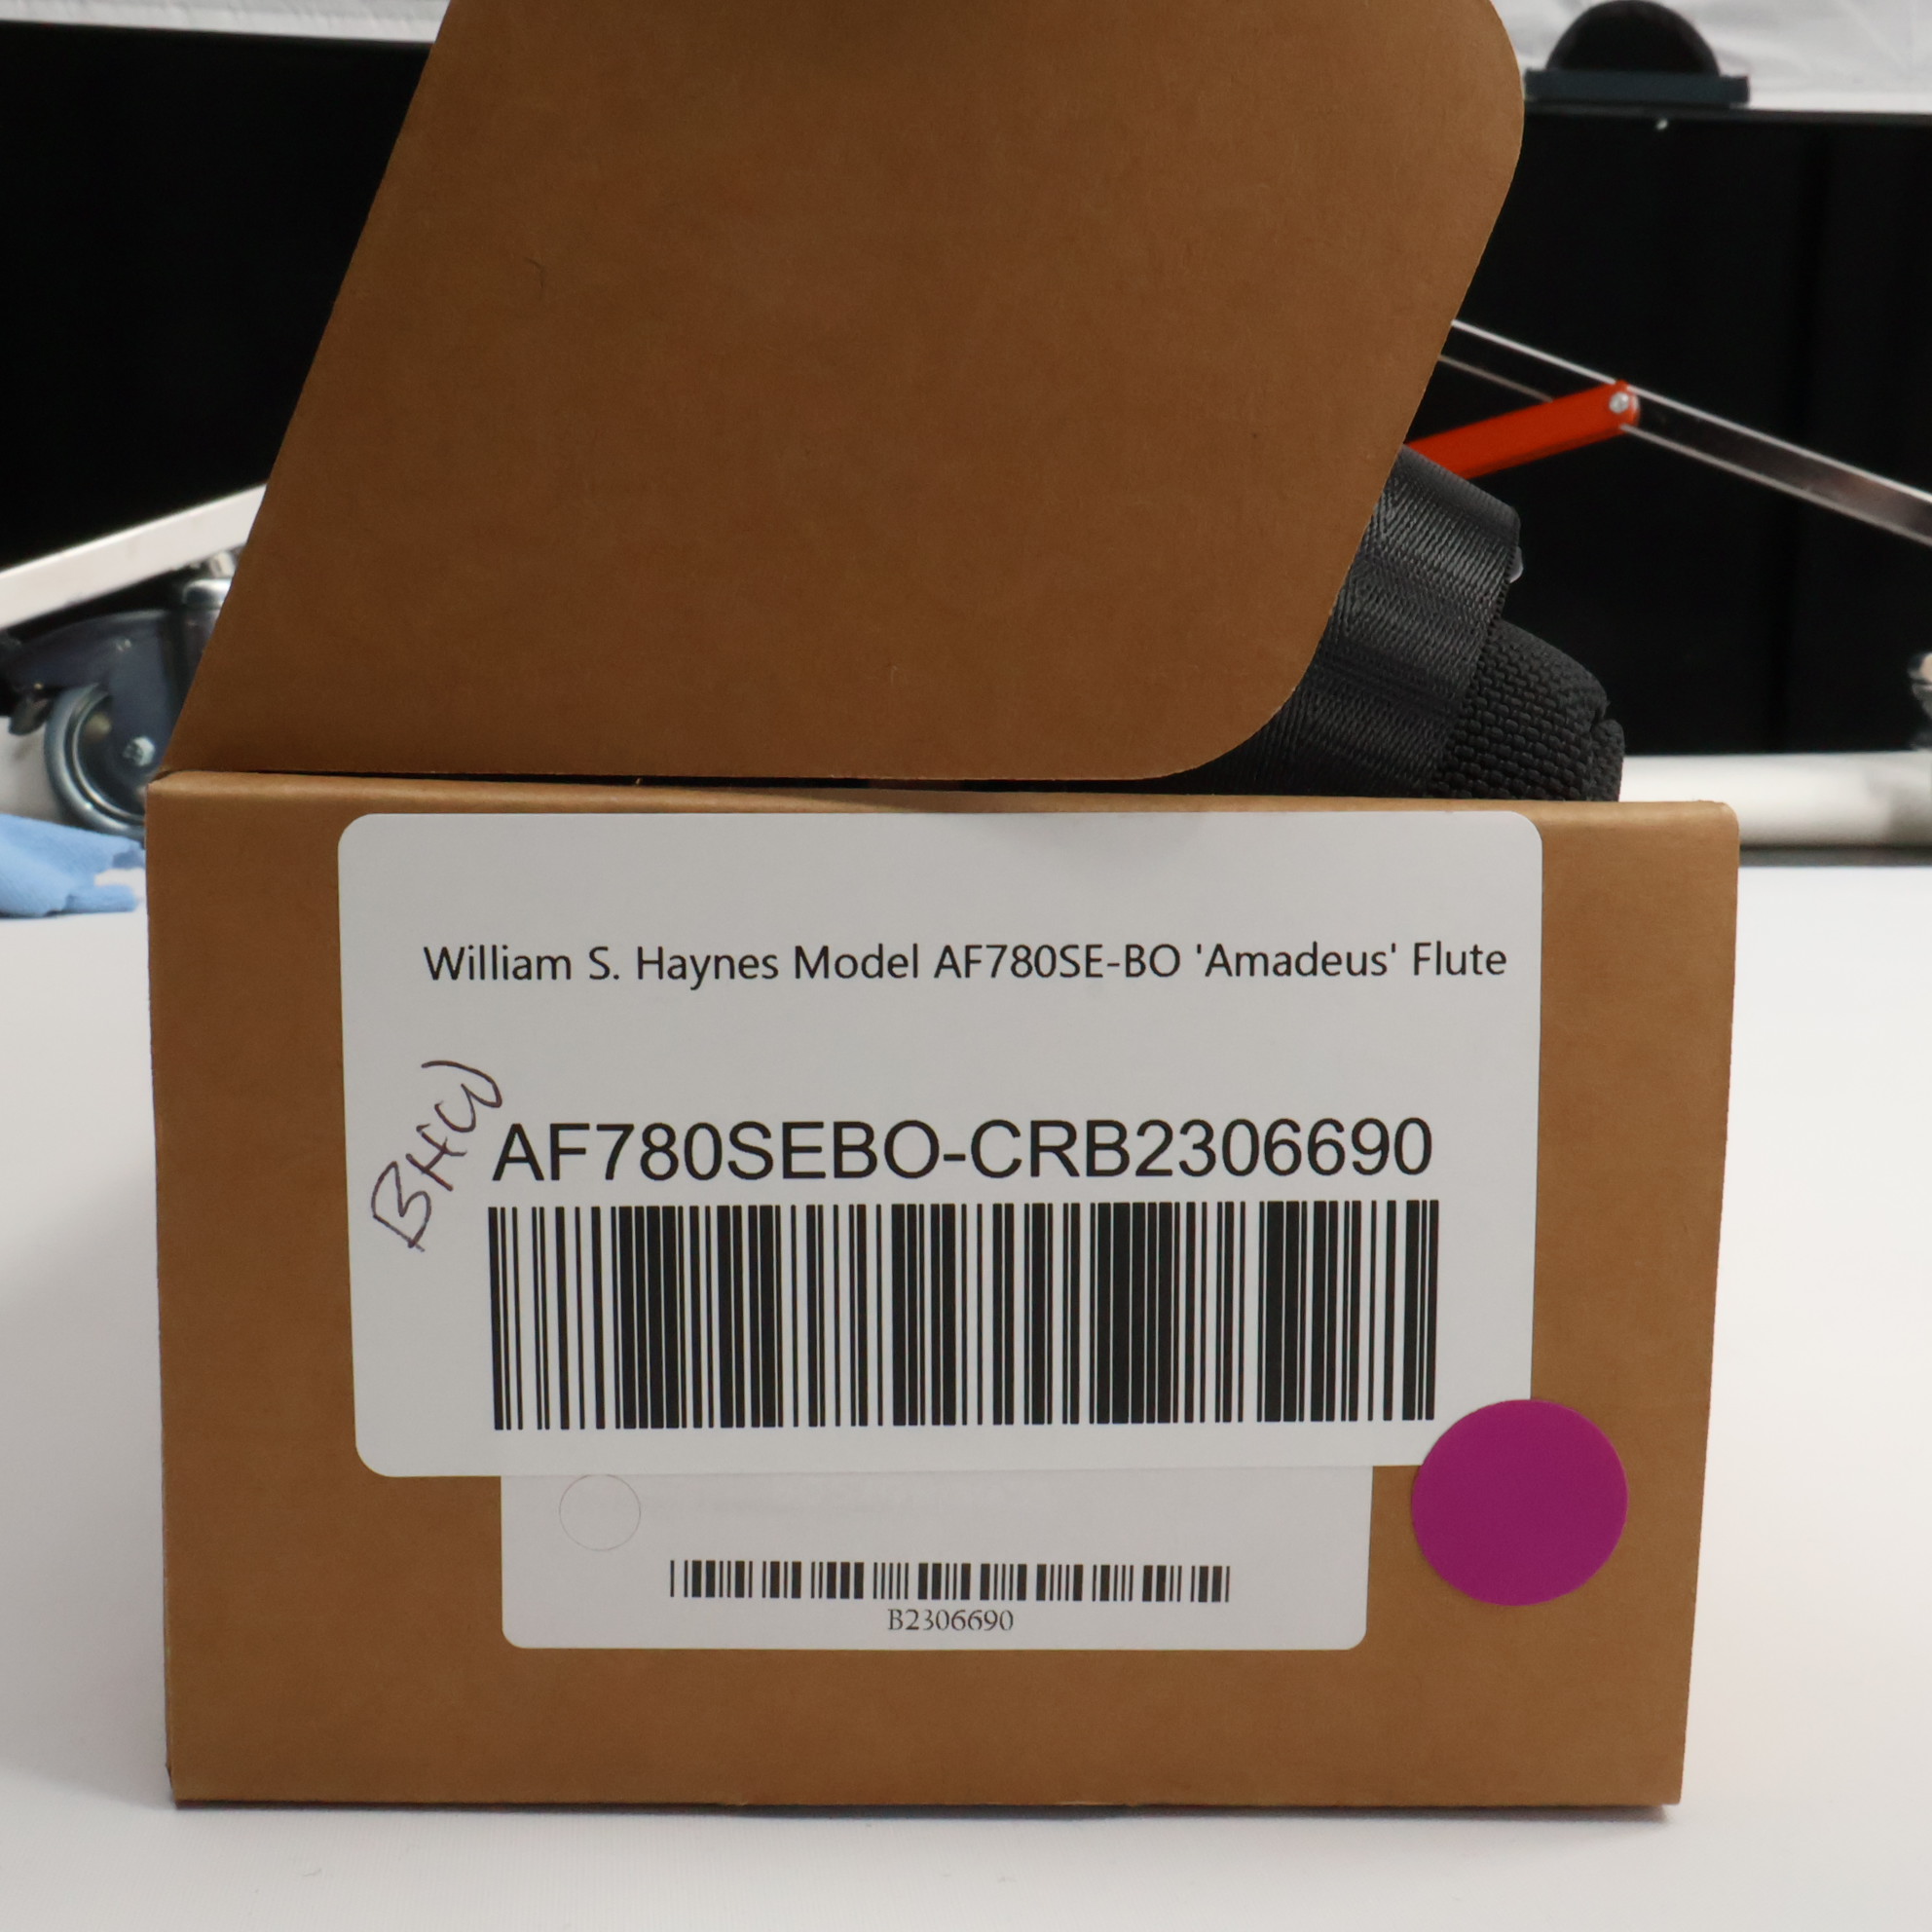 William S. Haynes Model AF780SE-BO 'Amadeus' Flute
BHW
AF780SEBO-CRB2306690
B2306690